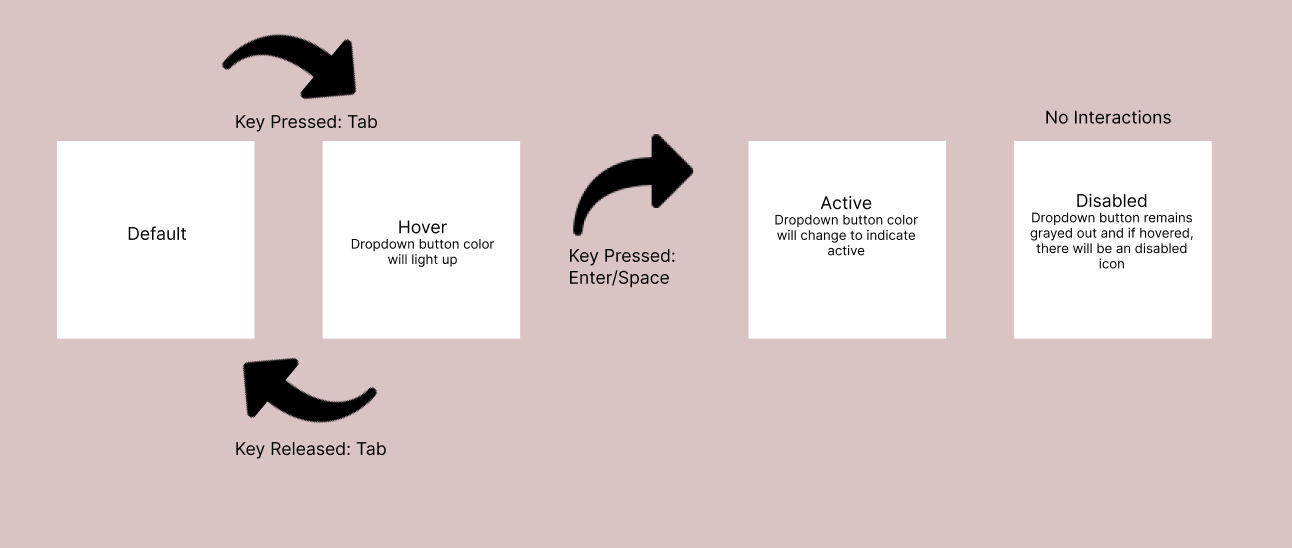 Key Pressed: Tab
Default
Hover
Dropdown button color
will light up
Key Released: Tab
Key Pressed:
Enter/Space
Active
Dropdown button color
will change to indicate
active
No Interactions
Disabled
Dropdown button remains
grayed out and if hovered,
there will be an disabled
icon